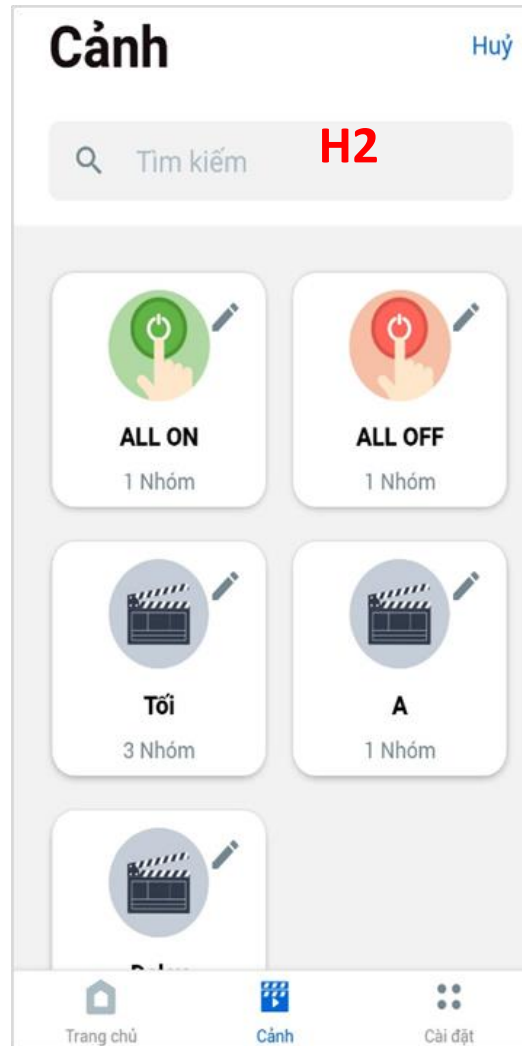 Cảnh
Huỷ
Tìm kiếm
H2
ALL ON
ALL OFF
1 Nhóm
1 Nhóm
Tối
A
3 Nhóm
1 Nhóm
Trang chủ
Cảnh
Cài đặt